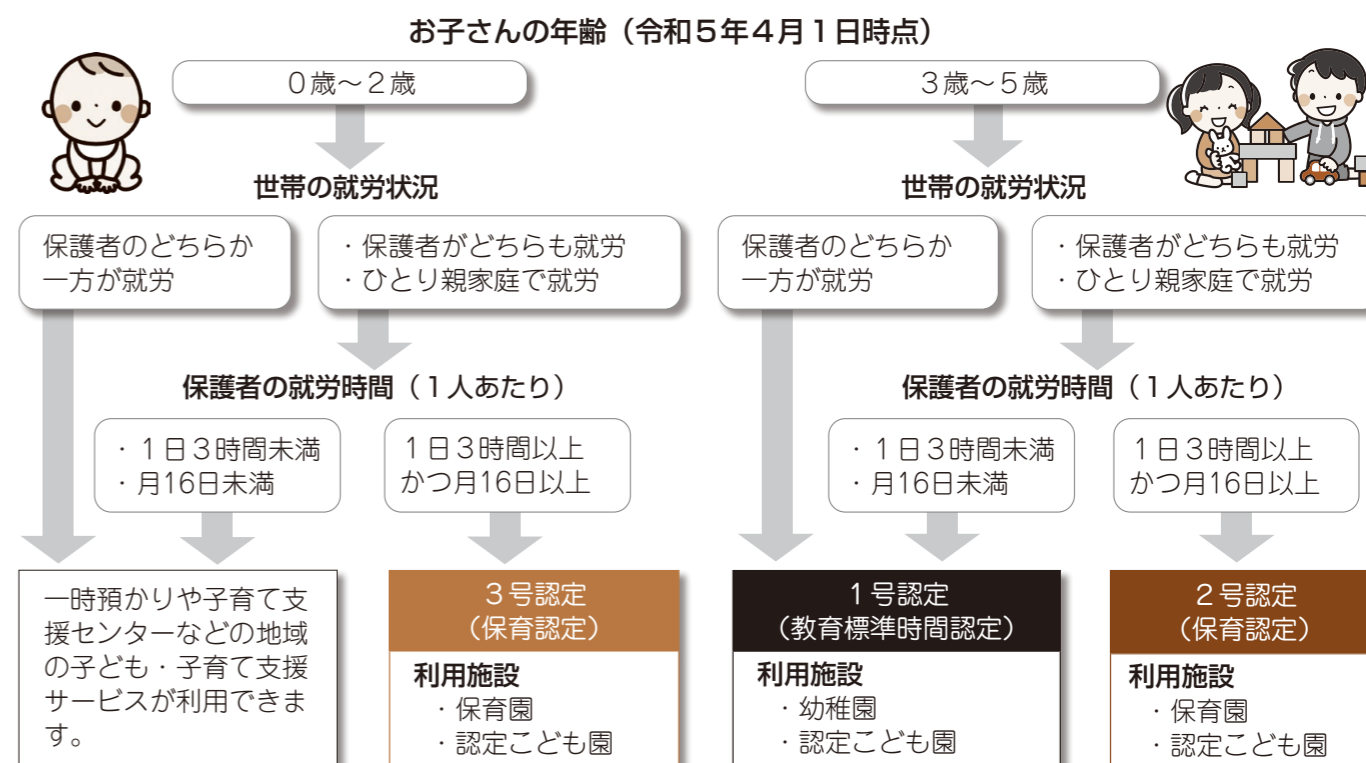 お子さんの年齢（令和５年４月１日時点）
０歳～２歳
世帯の就労状況
保護者のどちらか
一方が就労
・保護者がどちらも就労
・ひとり親家庭で就労
保護者の就労時間（１人あたり）
・１日３時間未満
・月16日未満
１日３時間以上
かつ月16日以上
一時預かりや子育て支
援センターなどの地域
の子ども・子育て支援
サービスが利用できま
す。
３号認定
（保育認定）
利用施設
・保育園
・認定こども園
３歳～５歳
世帯の就労状況
保護者のどちらか
一方が就労
・保護者がどちらも就労
・ひとり親家庭で就労
保護者の就労時間（１人あたり）
・１日３時間未満
・月16日未満
１日３時間以上
かつ月16日以上
１号認定
（教育標準時間認定）
利用施設
・幼稚園
・認定こども園
２号認定
（保育認定）
利用施設
・保育園
・認定こども園